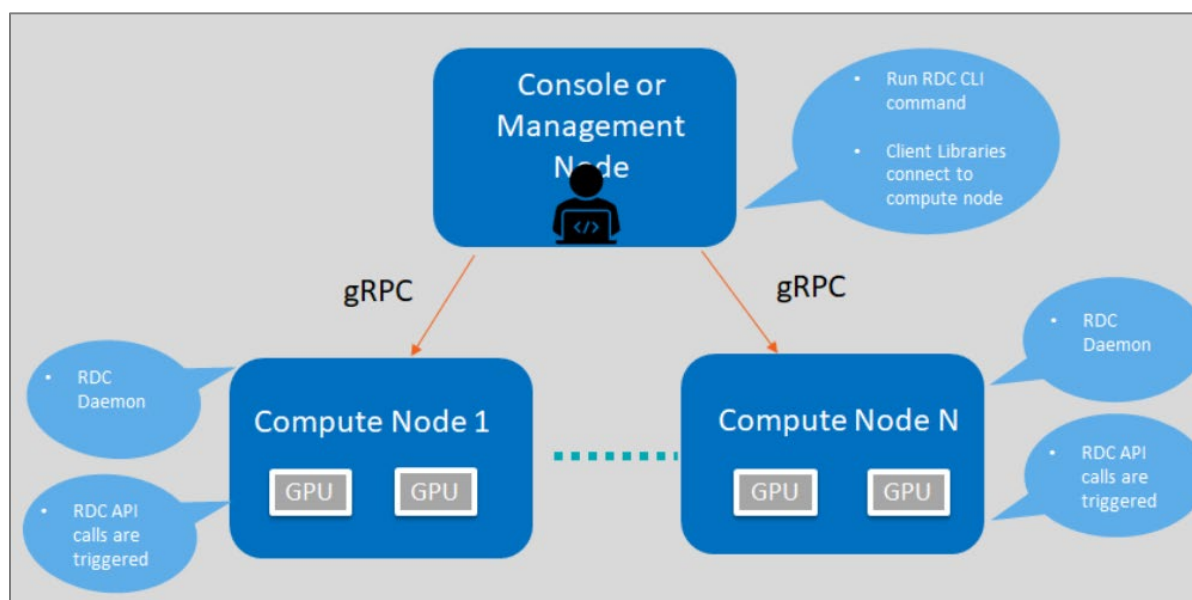 Console or
Management
Node
• Run RDC CLI
command
• Client Libraries
connect to
compute node
</>
gRPC
gRPC
• RDC
Daemon
Compute Node 1
GPU
GPU
• RDC API
calls are
triggered
Compute Node N
GPU
GPU
• RDC
Daemon
• RDC API
calls are
triggered